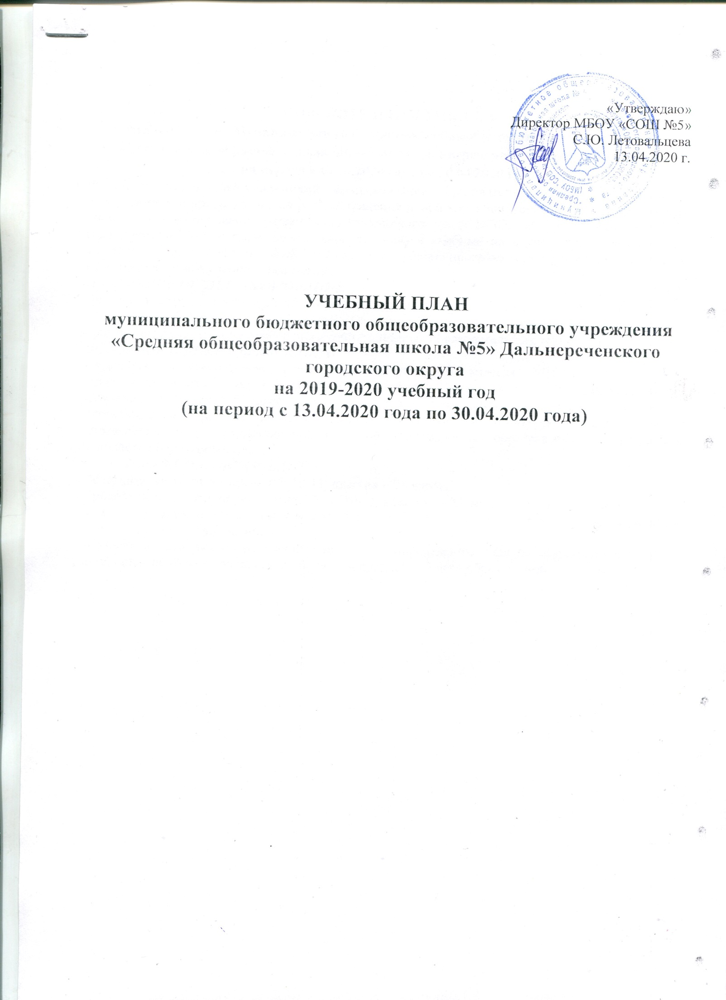 «Утверждаю»
Директор МБОУ «СОШ №5»
С.Ю. Летовальцева
13.04.2020 г.
УЧЕБНЫЙ ПЛАН
муниципального бюджетного общеобразовательного учреждения
«Средняя общеобразовательная школа №5» Дальнереченского
городского округа
на 2019-2020 учебный год
(на период с 13.04.2020 года по 30.04.2020 года)